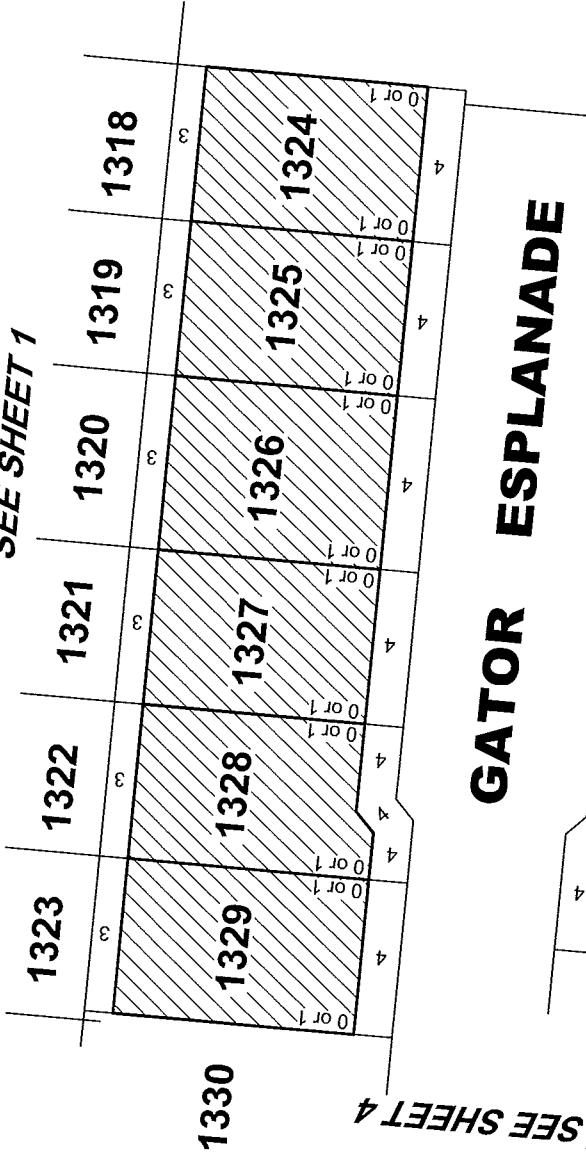 SEE SHEET 1
1318
1319
1320
1321
1322
1323
3
3
3
3
3
3
1324
1325
1326
1327
1328
1329
1330
0 or 1
0 or 1
0 or 1
0 or 1
0 or 1
0 or 1
0 or 1
0 or 1
0 or 1
0 or 1
0 or 1
0 or 1
4
4
4
4
4
4
4
4
GATOR ESPLANADE
4
SEE SHEET 4